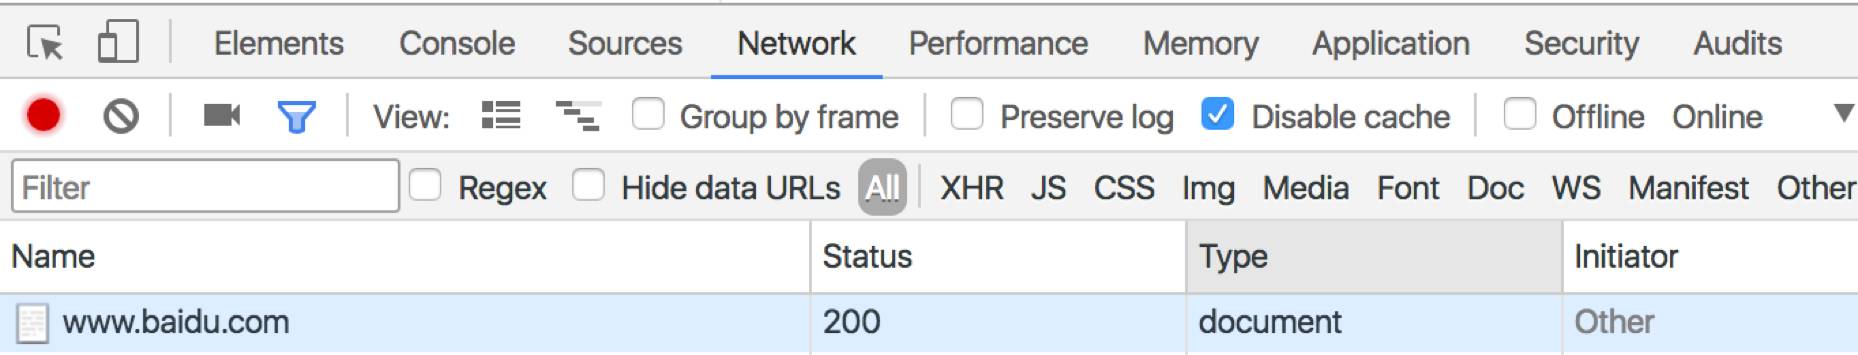 Elements Console Sources Network Performance Memory Application Security Audits
View: Group by frame Preserve log Disable cache Offline Online
Filter Regex Hide data URLs All XHR JS CSS Img Media Font Doc WS Manifest Other
Name Status Type Initiator
www.baidu.com 200 document Other